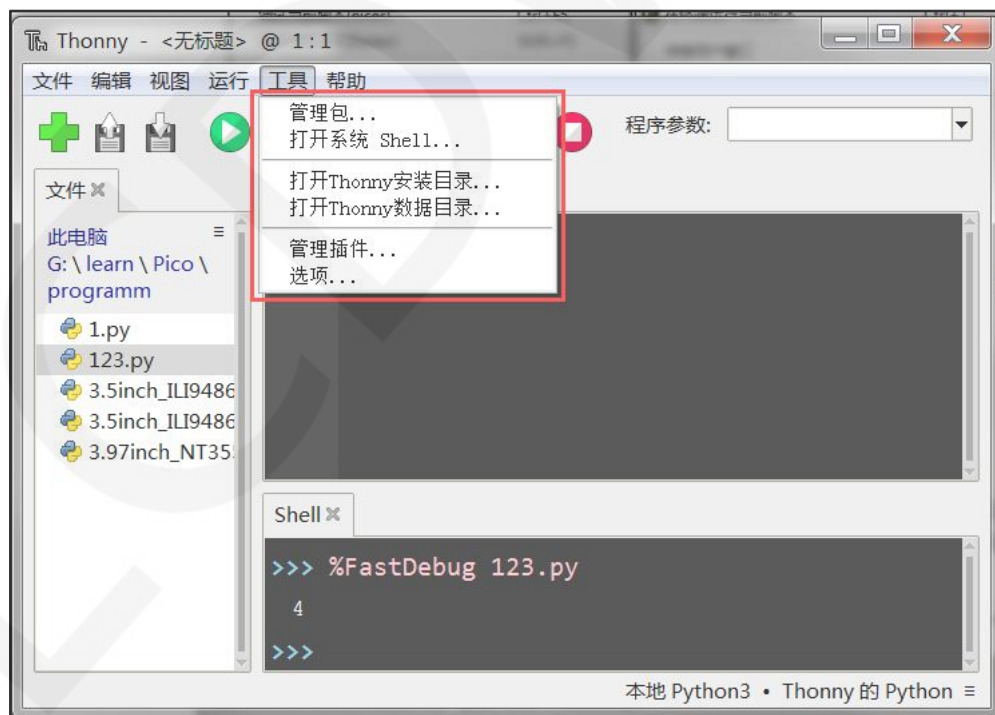 Thonny - <无标题> @ 1:1
文件 编辑 视图 运行 工具 帮助
管理包...
打开系统 Shell...
打开Thonny安装目录...
打开Thonny数据目录...
管理插件...
选项...
程序参数:
文件
此电脑
G: \ learn \ Pico \
programm
1.py
123.py
3.5inch_ILI9486
3.5inch_ILI9486
3.97inch_NT35
Shell
>>> %FastDebug 123.py
4
>>>
本地 Python3 • Thonny 的 Python ≡